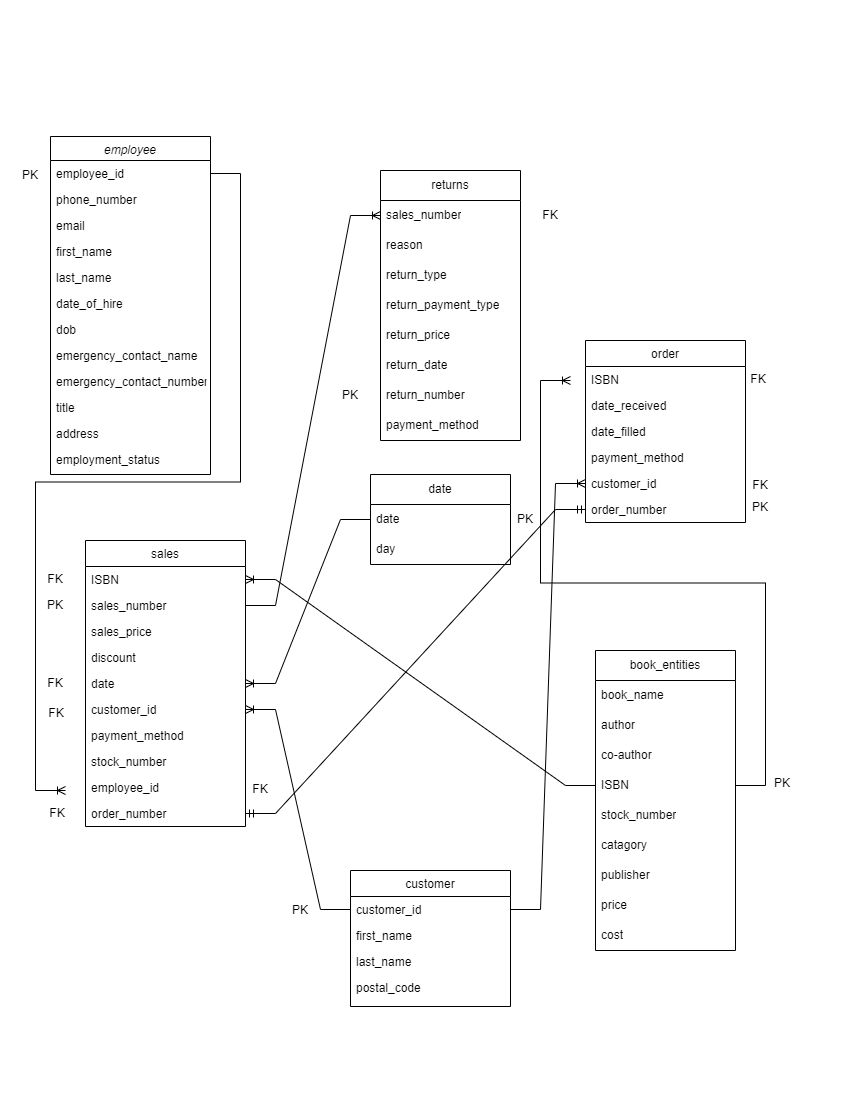 employee
PK
employee_id
phone_number
email
first_name
last_name
date_of_hire
dob
emergency_contact_name
emergency_contact_number
title
address
employment_status
returns
sales_number
FK
reason
return_type
return_payment_type
return_price
return_date
PK
return_number
payment_method
order
ISBN
FK
date_received
date_filled
payment_method
customer_id
FK
order_number
PK
date
date
PK
day
sales
FK
ISBN
PK
sales_number
sales_price
discount
FK
date
FK
customer_id
payment_method
stock_number
employee_id
FK
FK
order_number
book_entities
book_name
author
co-author
ISBN
PK
stock_number
catagory
publisher
price
cost
customer
PK
customer_id
first_name
last_name
postal_code